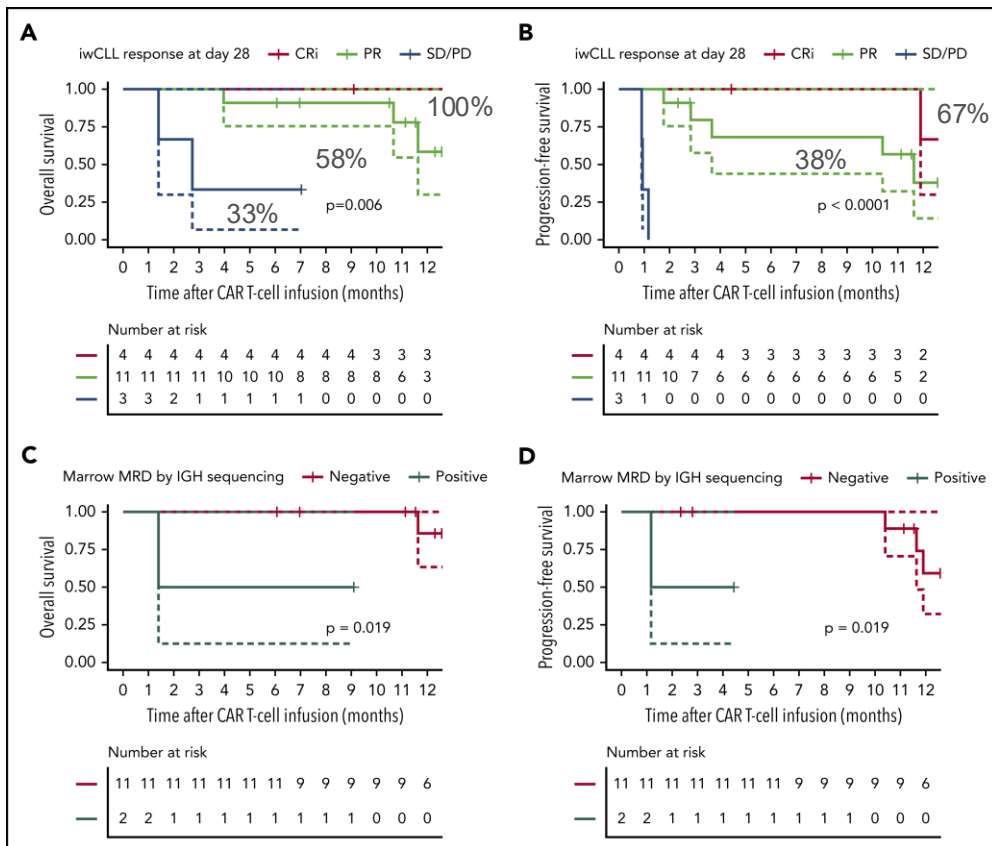 A
iwCLL response at day 28 CRi PR SD/PD
Overall survival
1.00
0.75
0.50
0.25
0.00
100%
58%
33%
p=0.006
0 1 2 3 4 5 6 7 8 9 10 11 12
Time after CAR T-cell infusion (months)
Number at risk
4 4 4 4 4 4 4 4 4 4 3 3 3
11 11 11 11 10 10 10 8 8 8 8 6 3
3 3 2 1 1 1 1 0 0 0 0 0 0
B
iwCLL response at day 28 CRi PR SD/PD
Progression-free survival
1.00
0.75
0.50
0.25
0.00
67%
38%
p < 0.0001
0 1 2 3 4 5 6 7 8 9 10 11 12
Time after CAR T-cell infusion (months)
Number at risk
4 4 4 4 4 3 3 3 3 3 3 3 2
11 11 10 7 6 6 6 6 6 6 6 5 2
3 1 0 0 0 0 0 0 0 0 0 0 0
C
Marrow MRD by IGH sequencing Negative Positive
Overall survival
1.00
0.75
0.50
0.25
0.00
p = 0.019
0 1 2 3 4 5 6 7 8 9 10 11 12
Time after CAR T-cell infusion (months)
Number at risk
11 11 11 11 11 11 11 9 9 9 9 9 6
2 2 1 1 1 1 1 1 1 1 0 0 0
D
Marrow MRD by IGH sequencing Negative Positive
Progression-free survival
1.00
0.75
0.50
0.25
0.00
p = 0.019
0 1 2 3 4 5 6 7 8 9 10 11 12
Time after CAR T-cell infusion (months)
Number at risk
11 11 11 11 11 11 11 9 9 9 9 9 6
2 2 1 1 1 1 1 1 1 1 0 0 0